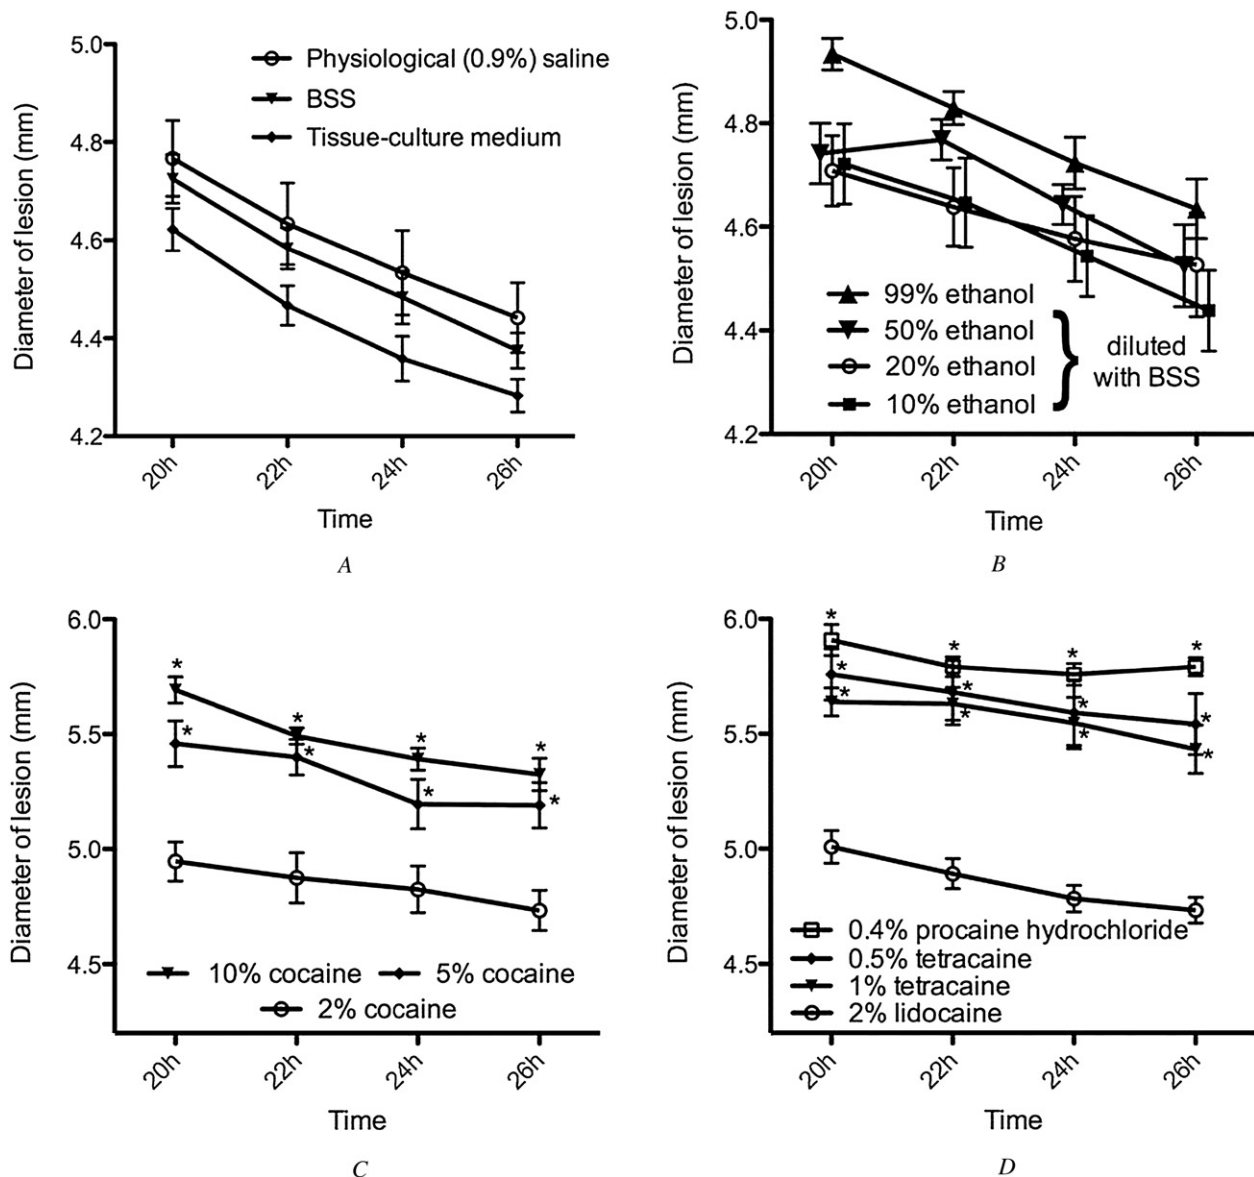 5.0
4.8
4.6
4.4
4.2
Diameter of lesion (mm)
Physiological (0.9%) saline
BSS
Tissue-culture medium
20h
22h
24h
26h
Time
A
5.0
4.8
4.6
4.4
4.2
Diameter of lesion (mm)
99% ethanol
50% ethanol
20% ethanol
10% ethanol
diluted
with BSS
20h
22h
24h
26h
Time
B
6.0
5.5
5.0
4.5
Diameter of lesion (mm)
* * * *
* * * *
10% cocaine 5% cocaine
2% cocaine
20h
22h
24h
26h
Time
C
6.0
5.5
5.0
4.5
Diameter of lesion (mm)
* * * *
* * * *
* * * *
0.4% procaine hydrochloride
0.5% tetracaine
1% tetracaine
2% lidocaine
20h
22h
24h
26h
Time
D